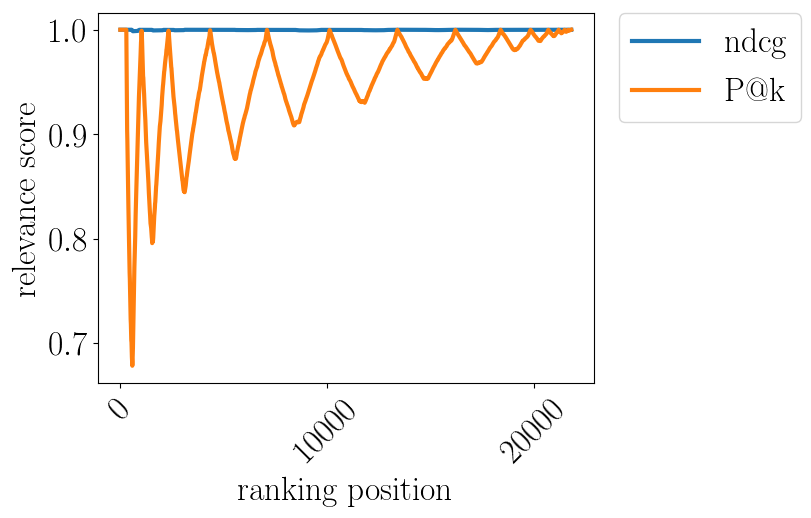 1.0
0.9
0.8
0.7
relevance score
0
10000
20000
ranking position
ndcg
P@k